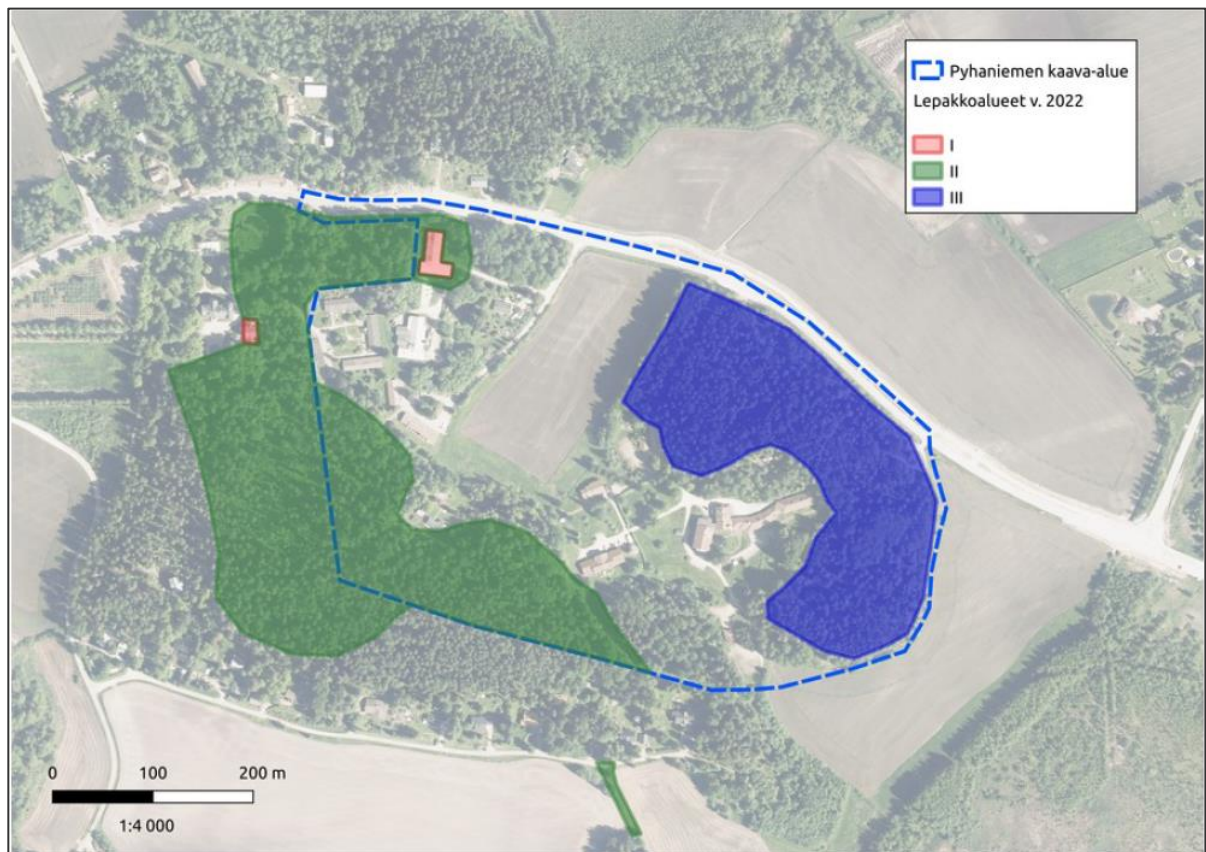 Pyhaniemen kaava-alue
Lepakkoalueet v. 2022
I
II
III
0 100 200 m
1:4 000